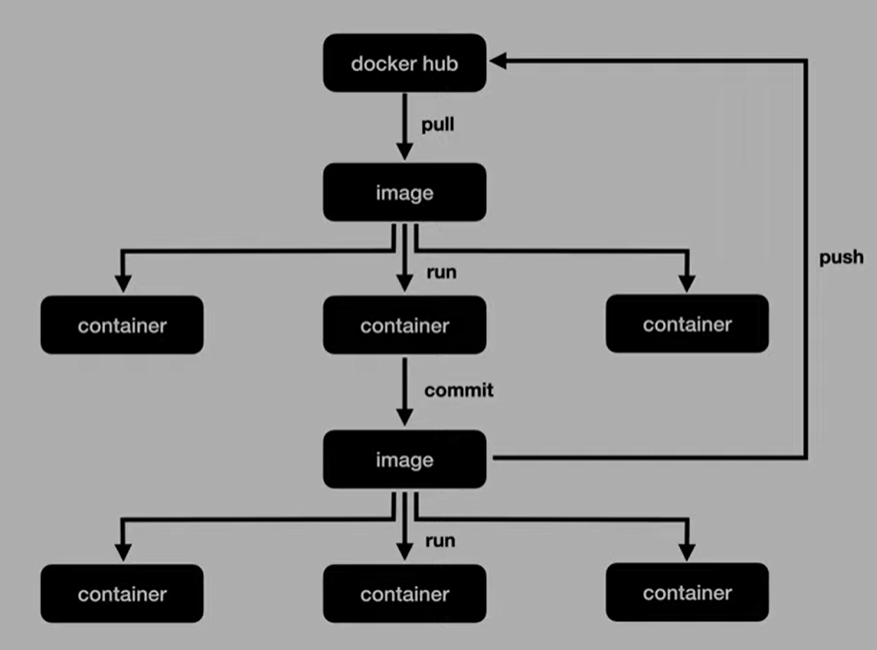 docker hub
pull
image
run
container
container
container
commit
image
push
run
container
container
container